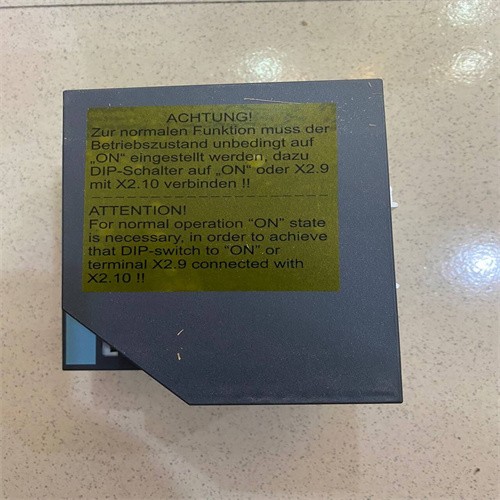 ACHTUNG!
Zur normalen Funktion muss der
Betriebszustand unbedingt auf
„ON“ eingestellt werden, dazu
DIP-Schalter auf „ON“ oder X2.9
mit X2.10 verbinden !!
ATTENTION!
For normal operation “ON” state
is necessary, in order to achieve
that DIP-switch to “ON” or
terminal X2.9 connected with
X2.10 !!